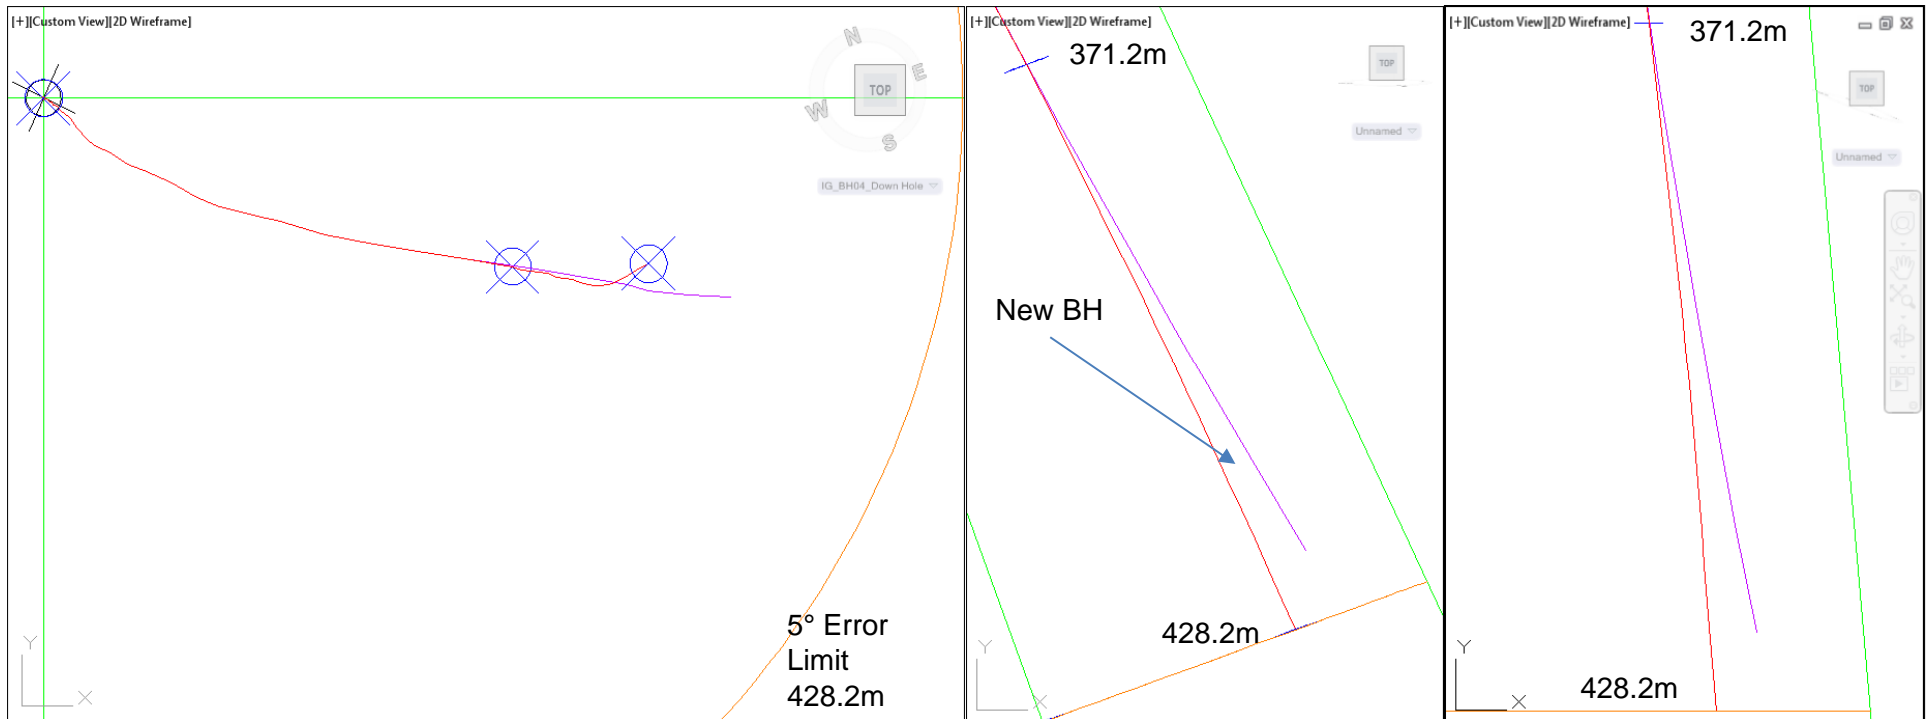 [+][Custom View][2D Wireframe]
N
E
TOP
W
S
IG_BH04_Down Hole
5° Error
Limit
428.2m
Y
X
[+][Custom View][2D Wireframe]
371.2m
TOP
Unnamed
New BH
428.2m
Y
X
[+][Custom View][2D Wireframe]
371.2m
TOP
Unnamed
428.2m
Y
X